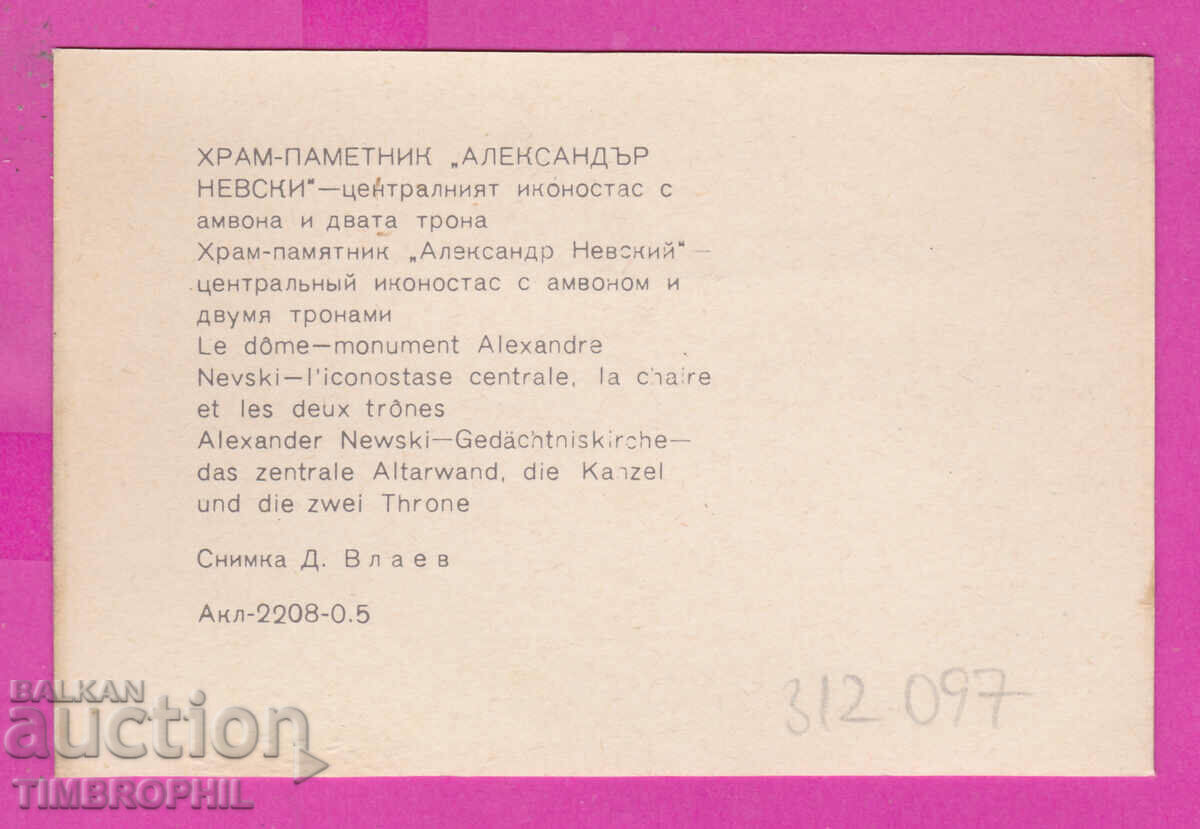 ХРАМ-ПАМЕТНИК „АЛЕКСАНДЪР
НЕВСКИ“—централният иконостас с
амвона и двата трона
Храм-памятник „Александр Невский“—
центральный иконостас с амвоном и
двумя тронами
Le dôme—monument Alexandre
Nevski—l'iconostase centrale, la chaire
et les deux trônes
Alexander Newski—Gedächtniskirche—
das zentrale Altarwand, die Kanzel
und die zwei Throne
Снимка Д. Влаев
Акл-2208-0.5
312 097
BALKAN
auction
TIMBROPHIL